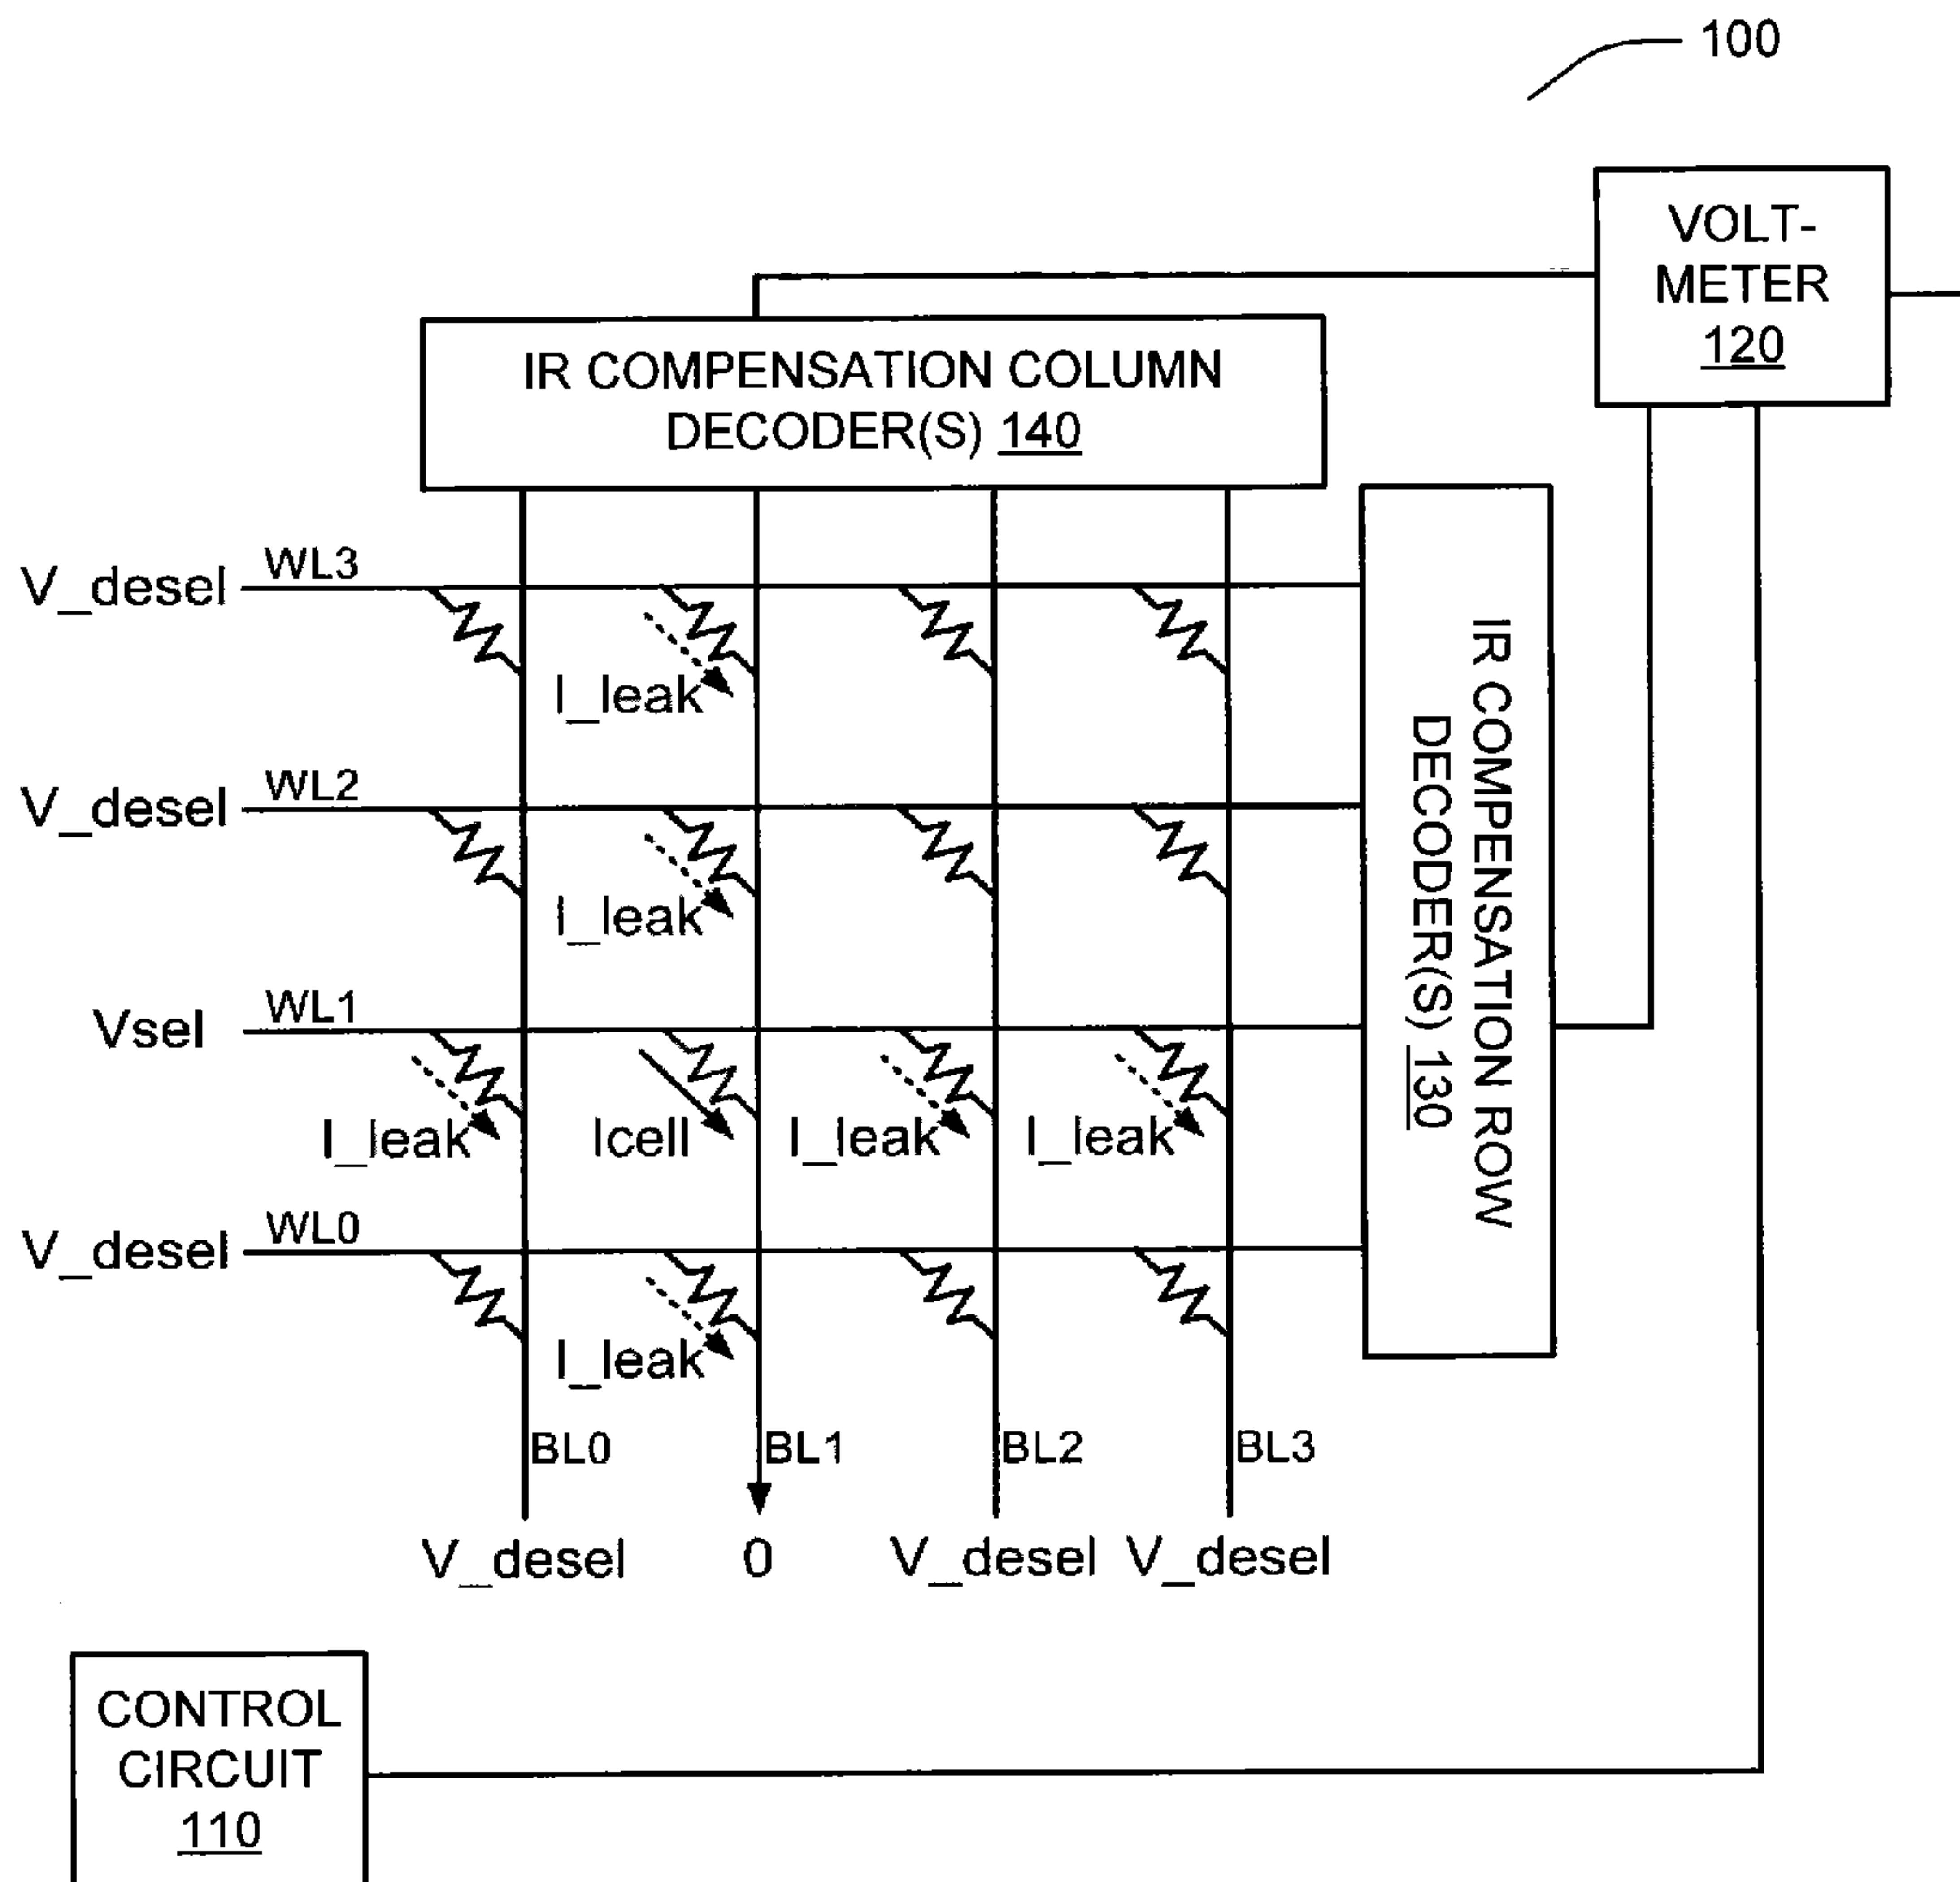 100
VOLT-
METER
120
IR COMPENSATION COLUMN
DECODER(S) 140
IR COMPENSATION ROW
DECODER(S) 130
V_desel WL3
I_leak
V_desel WL2
I_leak
Vsel WL1
I_leak Icell I_leak I_leak
V_desel WL0
I_leak
BL0 BL1 BL2 BL3
V_desel 0 V_desel V_desel
CONTROL
CIRCUIT
110